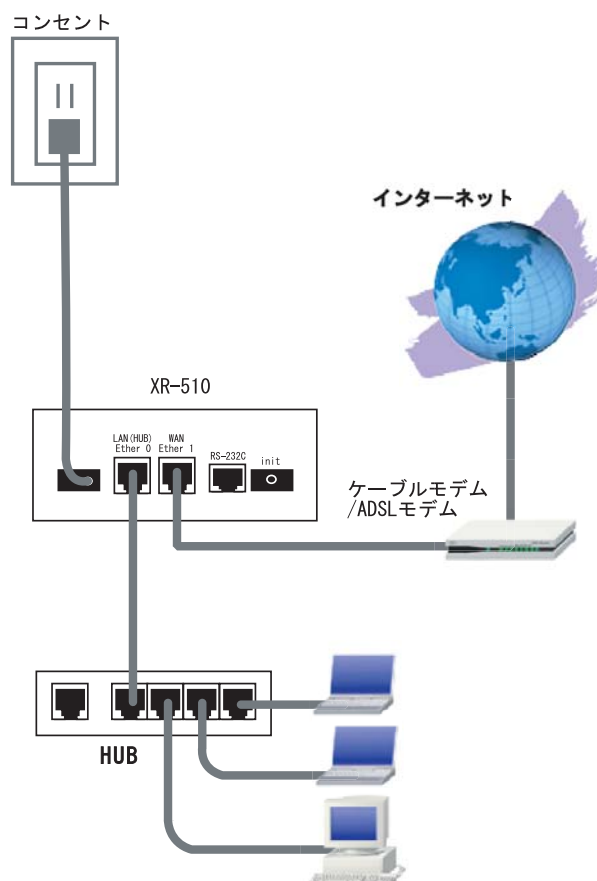 コンセント
インターネット
XR-510
LAN(HUB)
Ether 0
WAN
Ether 1
RS-232C
init
ケーブルモデム
/ADSLモデム
HUB